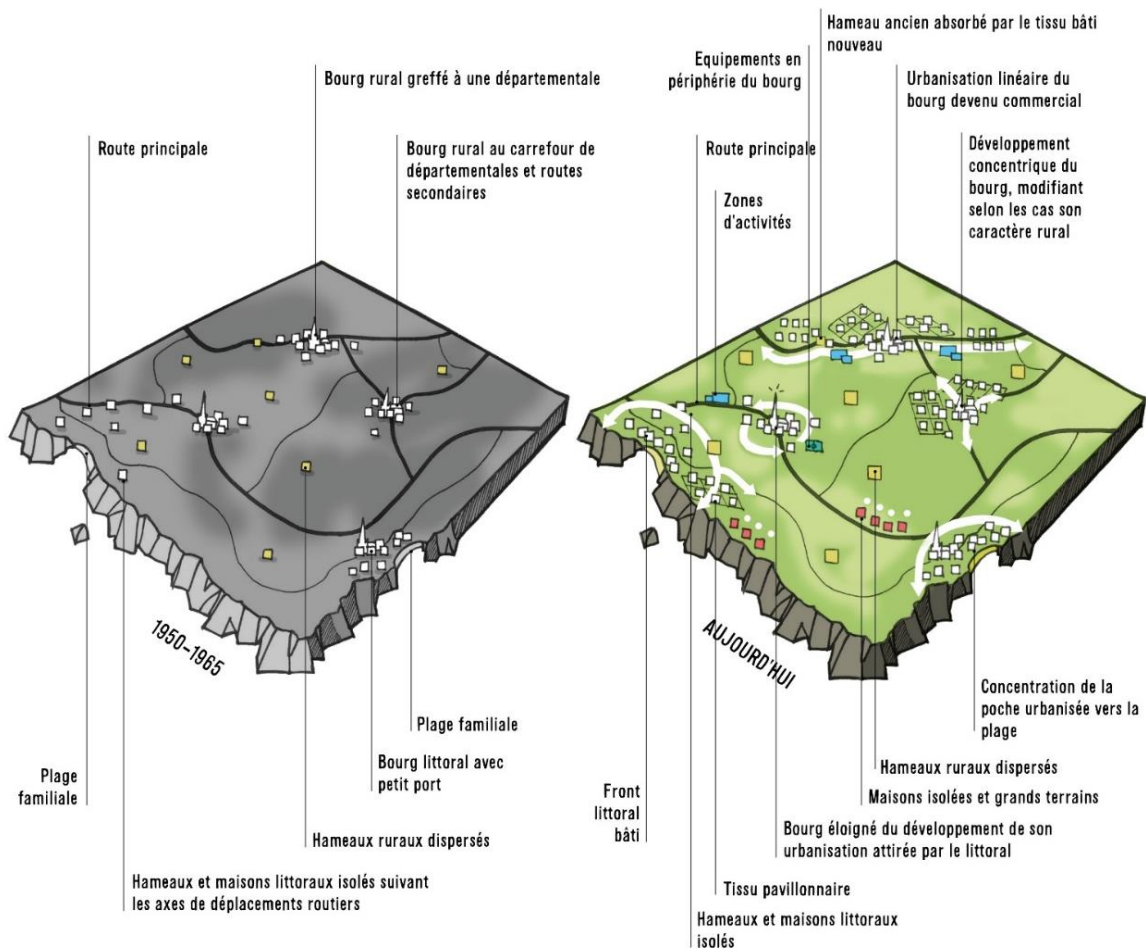 Bourg rural greffé à une départementale
Route principale
Bourg rural au carrefour de
départementales et routes
secondaires
1950-1965
Plage familiale
Bourg littoral avec
petit port
Plage
familiale
Hameaux ruraux dispersés
Hameaux et maisons littoraux isolés suivant
les axes de déplacements routiers
Hameau ancien absorbé par le tissu bâti
nouveau
Equipements en
périphérie du bourg
Urbanisation linéaire du
bourg devenu commercial
Route principale
Développement
concentrique du
bourg, modifiant
selon les cas son
caractère rural
Zones
d'activités
AUJOURD'HUI
Concentration de la
poche urbanisée vers la
plage
Hameaux ruraux dispersés
Maisons isolées et grands terrains
Front
littoral
bâti
Bourg éloigné du développement de son
urbanisation attirée par le littoral
Tissu pavillonnaire
Hameaux et maisons littoraux
isolés